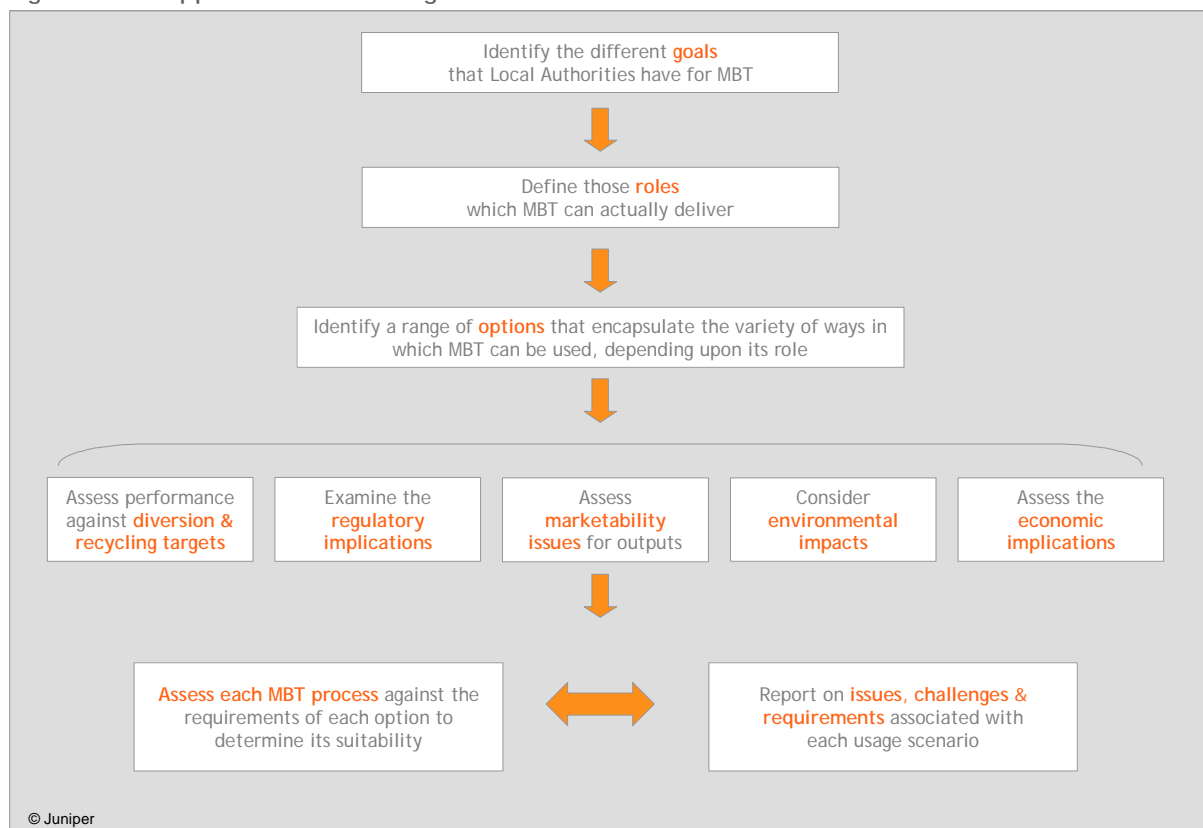 Identify the different goals
that Local Authorities have for MBT
Define those roles
which MBT can actually deliver
Identify a range of options that encapsulate the variety of ways in
which MBT can be used, depending upon its role
Assess performance
against diversion &
recycling targets
Examine the
regulatory
implications
Assess
marketability
issues for outputs
Consider
environmental
impacts
Assess the
economic
implications
Assess each MBT process against the
requirements of each option to
determine its suitability
Report on issues, challenges &
requirements associated with
each usage scenario
© Juniper